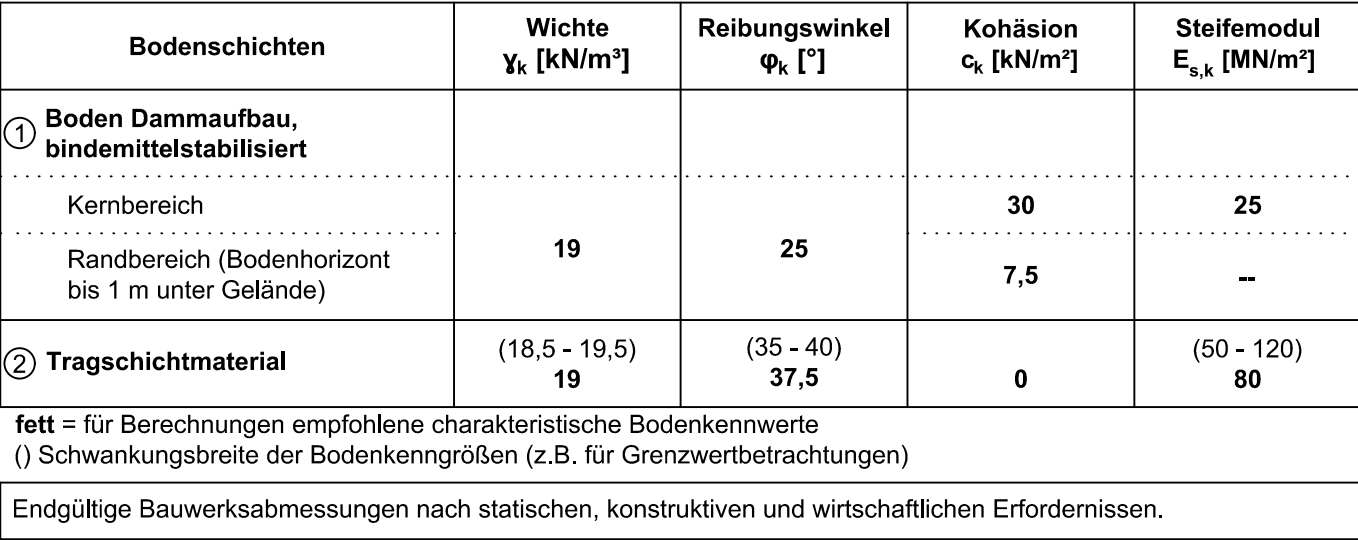 Bodenschichten
Wichte
γk [kN/m³]
Reibungswinkel
φk [°]
Kohäsion
ck [kN/m²]
Steifemodul
Es,k [MN/m²]
① Boden Dammaufbau,
bindemittelstabilisiert
Kernbereich
30
25
Randbereich (Bodenhorizont
bis 1 m unter Gelände)
19
25
7,5
--
② Tragschichtmaterial
(18,5 - 19,5)
19
(35 - 40)
37,5
0
(50 - 120)
80
fett = für Berechnungen empfohlene charakteristische Bodenkennwerte
() Schwankungsbreite der Bodenkenngrößen (z.B. für Grenzwertbetrachtungen)
Endgültige Bauwerksabmessungen nach statischen, konstruktiven und wirtschaftlichen Erfordernissen.